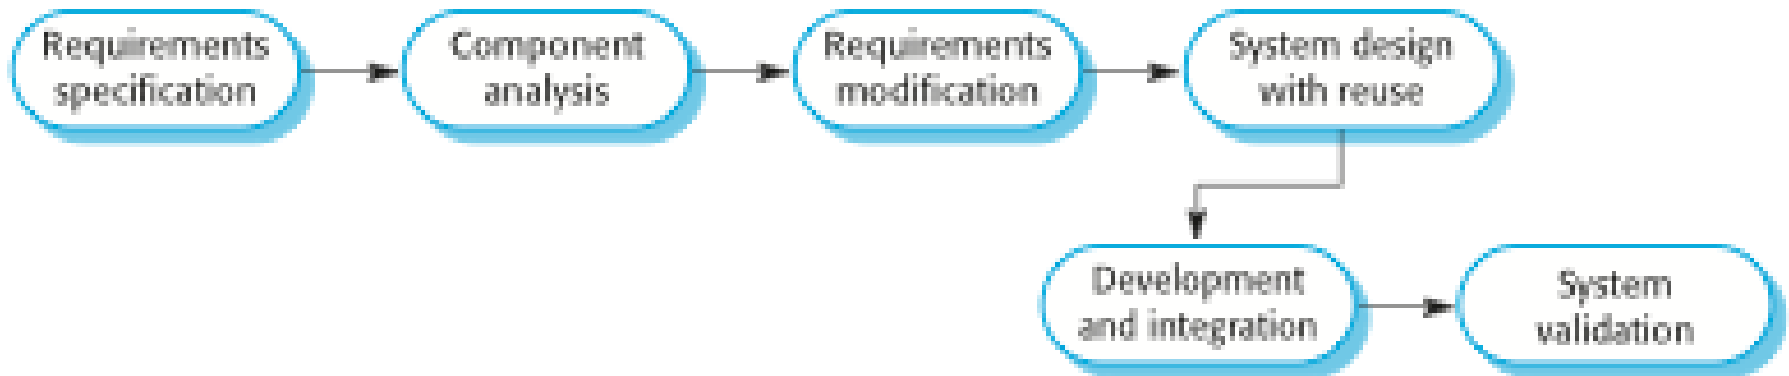 Requirements
specification
Component
analysis
Requirements
modification
System design
with reuse
Development
and integration
System
validation